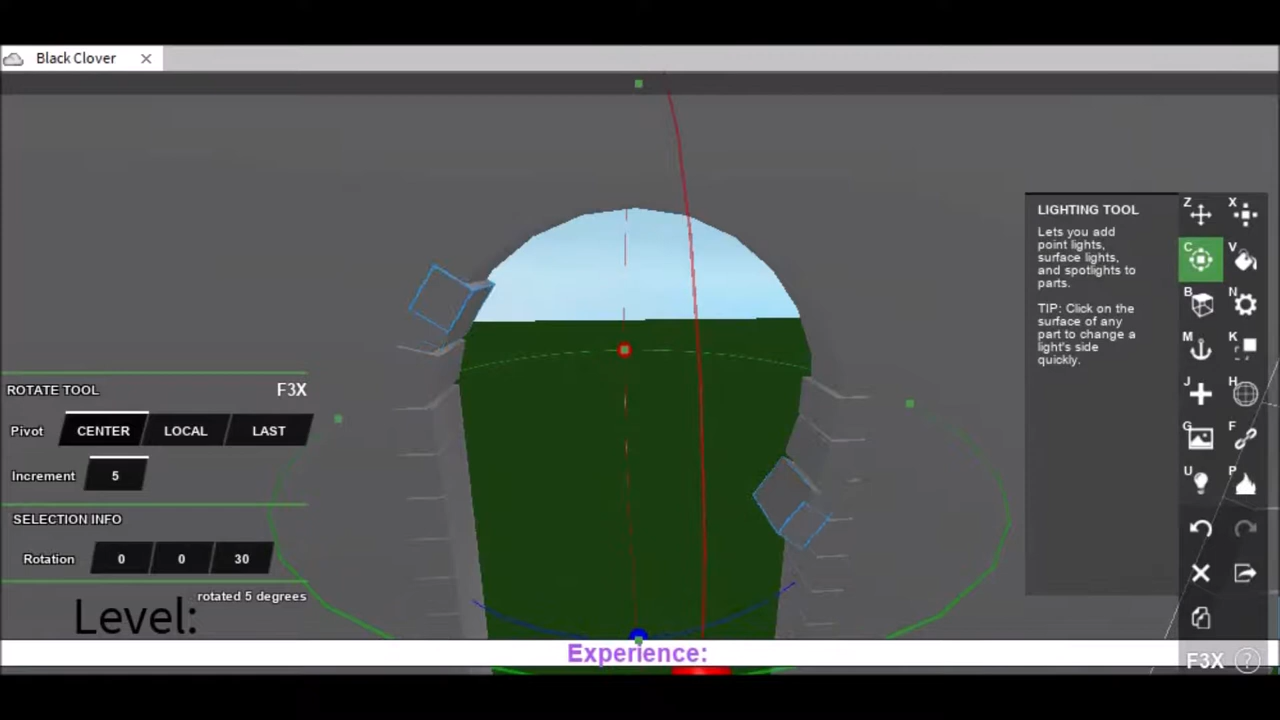 Black Clover
LIGHTING TOOL
Lets you add
point lights,
surface lights,
and spotlights to
parts.
TIP: Click on the
surface of any
part to change a
light's side
quickly.
Z X
C V
B N
M K
J H
G F
U P
F3X ?
ROTATE TOOL F3X
Pivot CENTER LOCAL LAST
Increment 5
SELECTION INFO
Rotation 0 0 30
rotated 5 degrees
Level:
Experience: